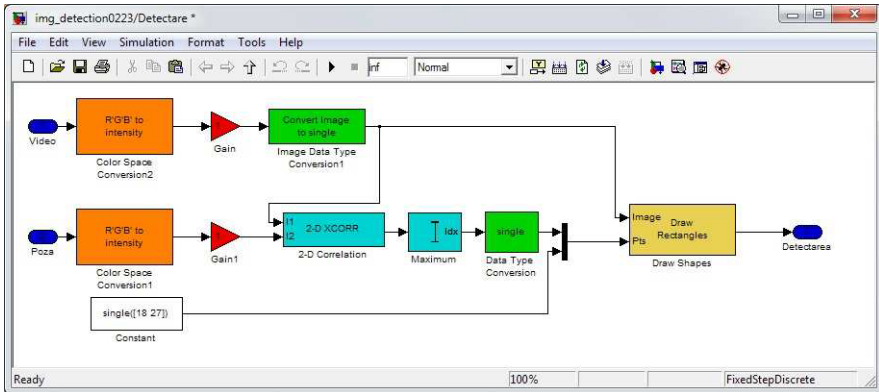 img_detection0223/Detectare *
File Edit View Simulation Format Tools Help
inf Normal
R'G'B' to
intensity
Convert Image
to single
Video
Gain
Image Data Type
Conversion1
Color Space
Conversion2
R'G'B' to
intensity
I1
I2
2-D XCORR
Idx
single
Image
Pts
Draw
Rectangles
Poza
Gain1
2-D Correlation
Maximum
Data Type
Conversion
Draw Shapes
Detectarea
Color Space
Conversion1
single([18 27])
Constant
Ready 100% FixedStepDiscrete